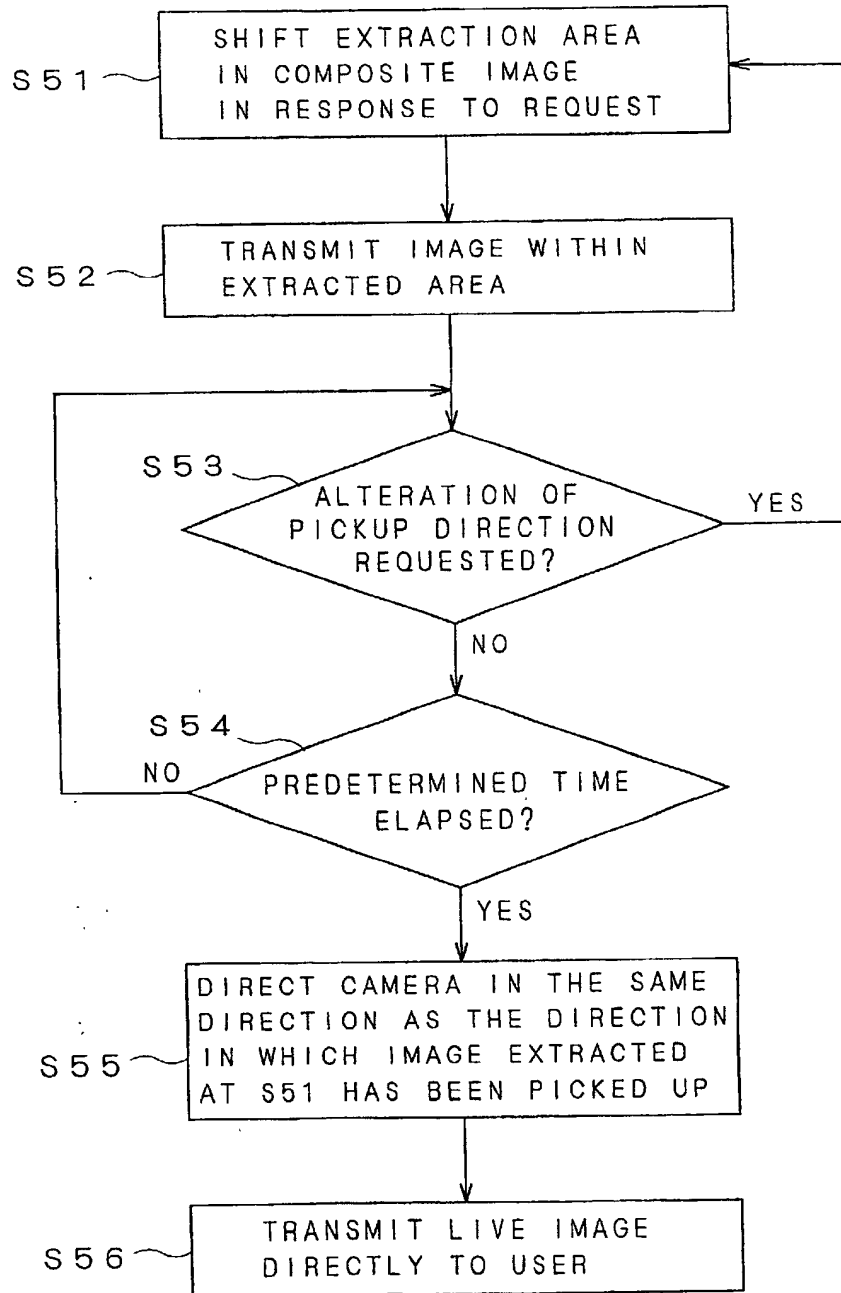 SHIFT EXTRACTION AREA
IN COMPOSITE IMAGE
IN RESPONSE TO REQUEST
S51
TRANSMIT IMAGE WITHIN
EXTRACTED AREA
S52
S53
ALTERATION OF
PICKUP DIRECTION
REQUESTED?
YES
NO
S54
NO
PREDETERMINED TIME
ELAPSED?
YES
DIRECT CAMERA IN THE SAME
DIRECTION AS THE DIRECTION
IN WHICH IMAGE EXTRACTED
AT S51 HAS BEEN PICKED UP
S55
TRANSMIT LIVE IMAGE
DIRECTLY TO USER
S56